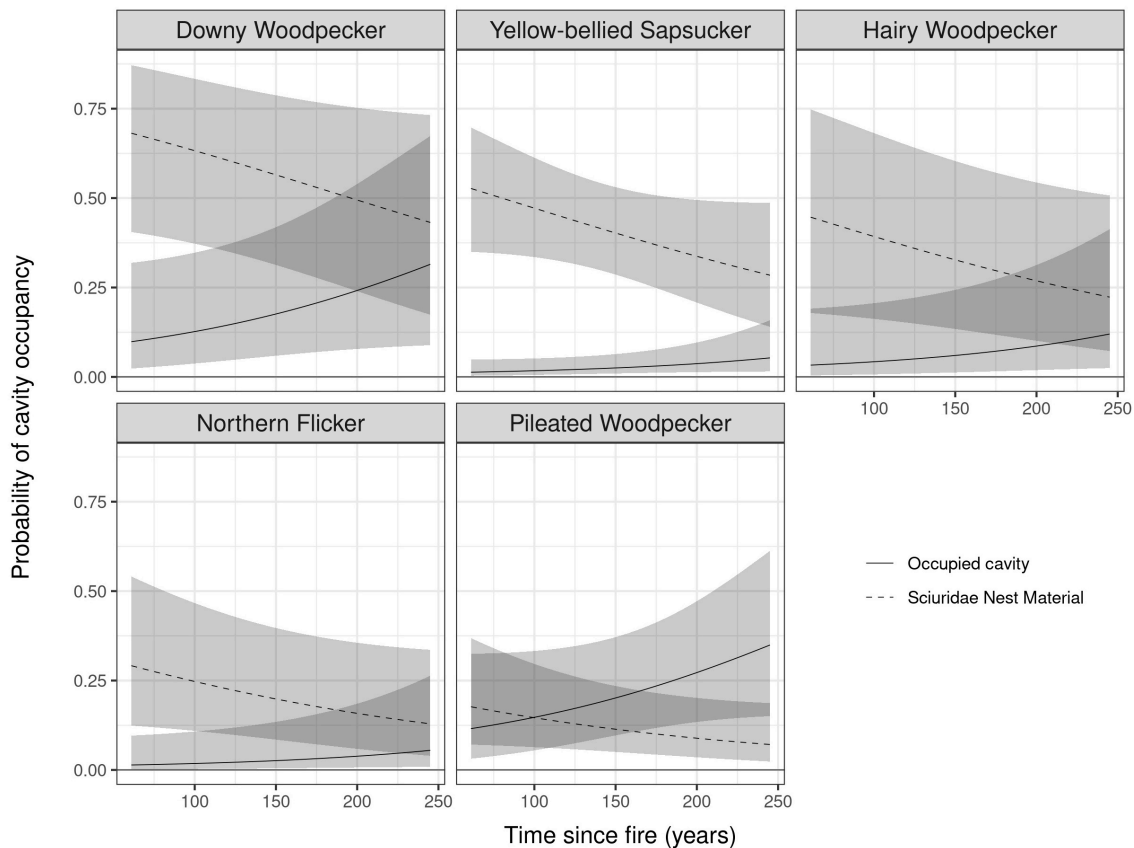 Downy Woodpecker
Yellow-bellied Sapsucker
Hairy Woodpecker
0.75
0.50
0.25
0.00
100
150
200
250
Northern Flicker
Pileated Woodpecker
0.75
0.50
0.25
0.00
100
150
200
250
100
150
200
250
Probability of cavity occupancy
Time since fire (years)
Occupied cavity
Sciuridae Nest Material